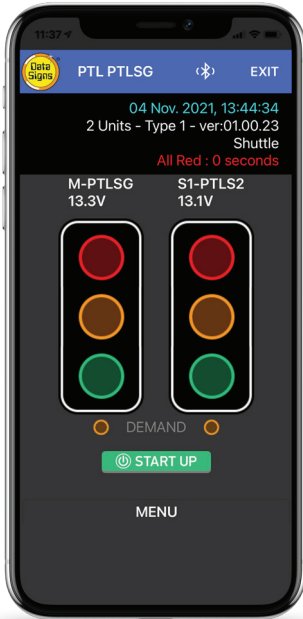 11:37
Data
Signs
PTL PTLSG
EXIT
04 Nov. 2021, 13:44:34
2 Units - Type 1 - ver:01.00.23
Shuttle
All Red : 0 seconds
M-PTLSG S1-PTLS2
13.3V 13.1V
DEMAND
START UP
MENU